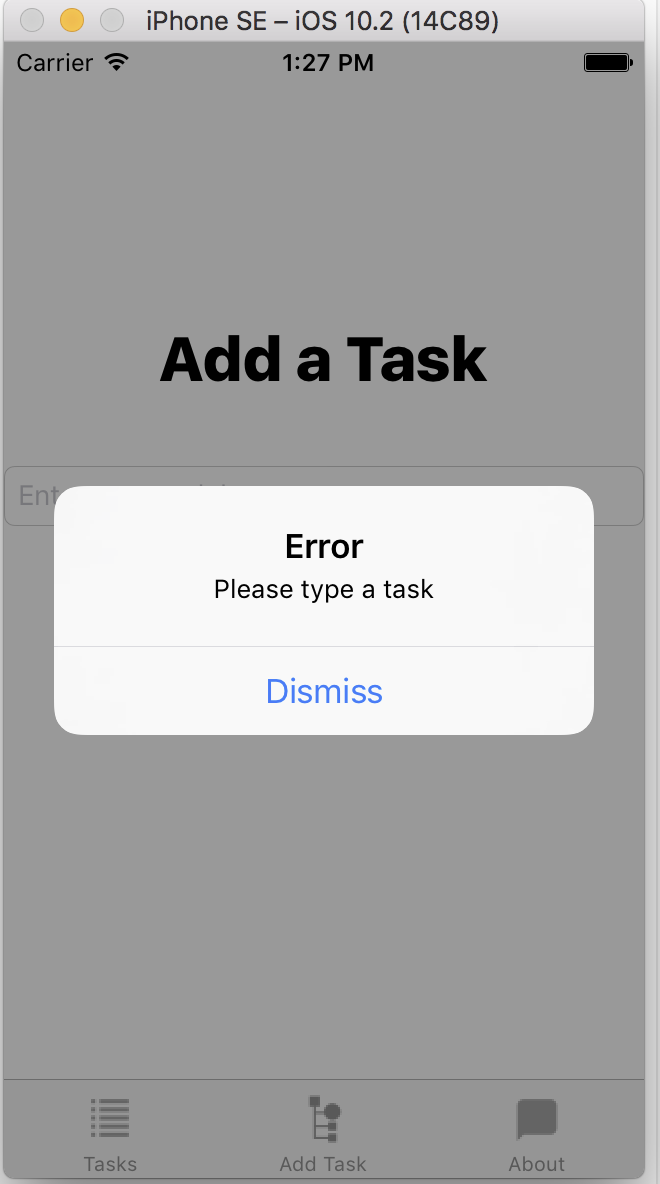 iPhone SE – iOS 10.2 (14C89)
Carrier 1:27 PM
Add a Task
Error
Please type a task
Dismiss
Tasks Add Task About